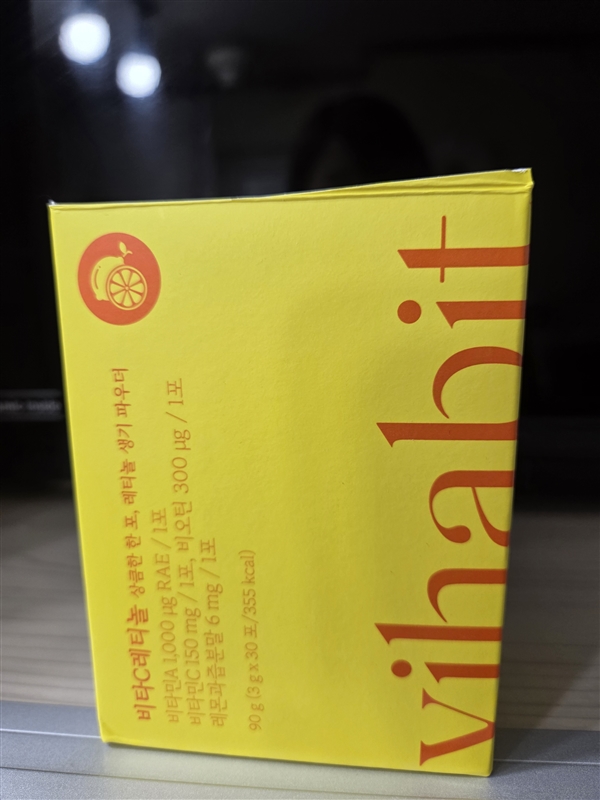 vihabit
비타C레티놀 상큼한 한 포, 레티놀 생기 파우더
비타민A 1,000 µg RAE / 1포
비타민C 150 mg / 1포, 비오틴 300 µg / 1포
레몬과즙분말 6 mg / 1포
90 g (3 g x 30 포/355 kcal)